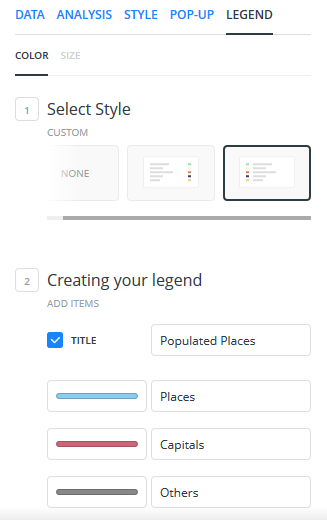 DATA ANALYSIS STYLE POP-UP LEGEND
COLOR SIZE
1 Select Style
CUSTOM
NONE
2 Creating your legend
ADD ITEMS
TITLE Populated Places
Places
Capitals
Others